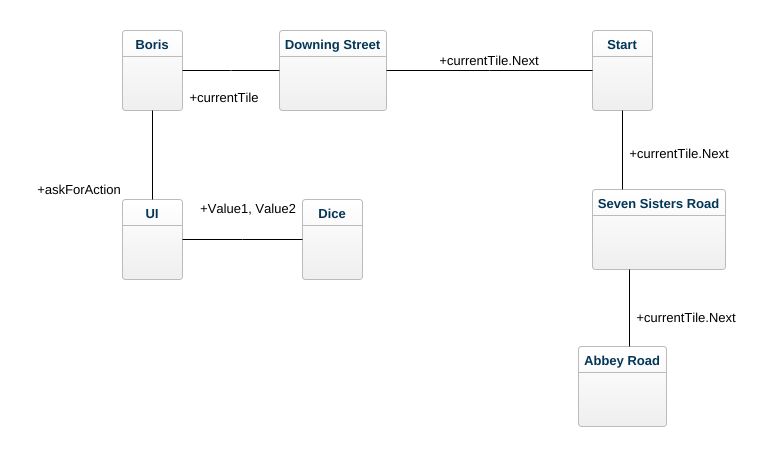 Boris
Downing Street
Start
+currentTile.Next
+currentTile
+currentTile.Next
+askForAction
+Value1, Value2
UI
Dice
Seven Sisters Road
+currentTile.Next
Abbey Road